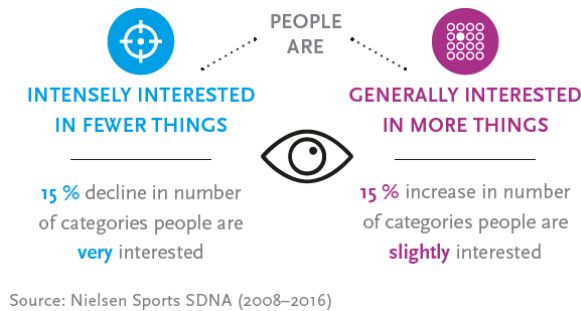 PEOPLE
ARE
INTENSELY INTERESTED
IN FEWER THINGS
15 % decline in number
of categories people are
very interested
GENERALLY INTERESTED
IN MORE THINGS
15 % increase in number
of categories people are
slightly interested
Source: Nielsen Sports SDNA (2008–2016)